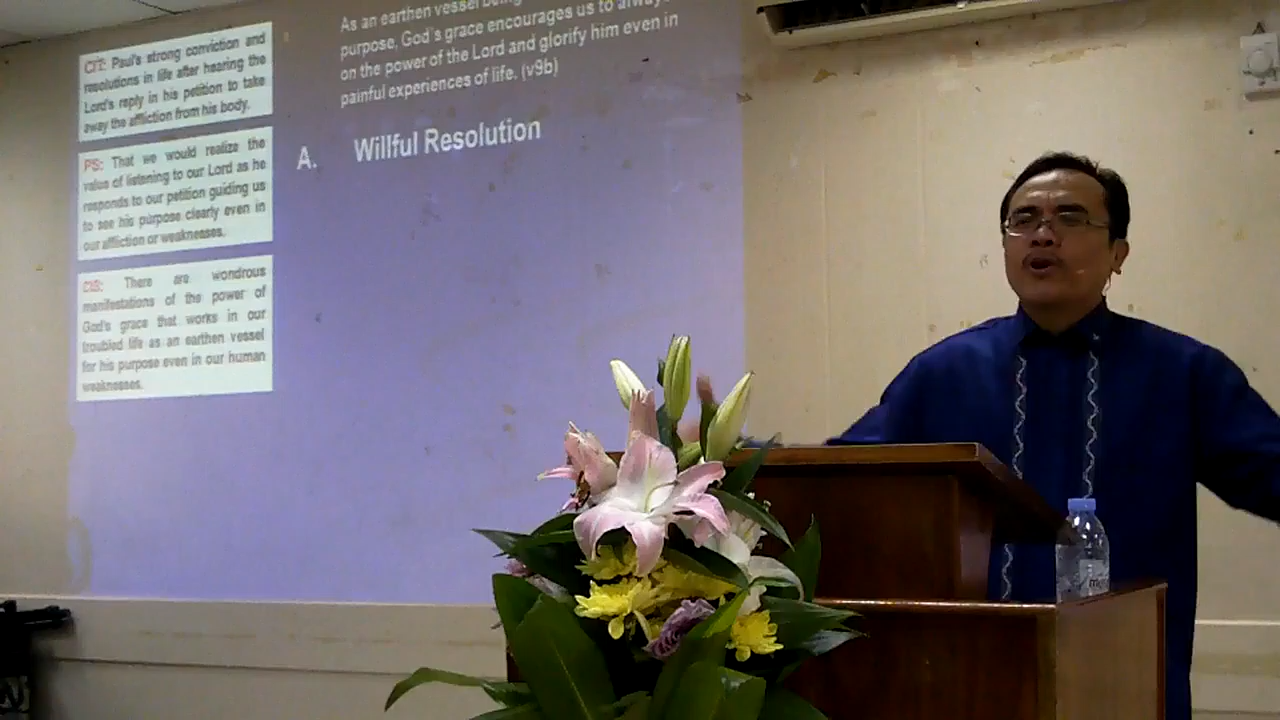 CIT: Paul's strong conviction and
resolutions in life after hearing the
Lord's reply in his petition to take
away the affliction from his body.
PS: That we would realize the
value of listening to our Lord as he
responds to our petition guiding us
to see his purpose clearly even in
our affliction or weaknesses.
CIS: There are wondrous
manifestations of the power of
God's grace that works in our
troubled life as an earthen vessel
for his purpose even in our human
weaknesses.
As an earthen vessel being
purpose, God's grace encourages us to always
on the power of the Lord and glorify him even in
painful experiences of life. (v9b)
A. Willful Resolution